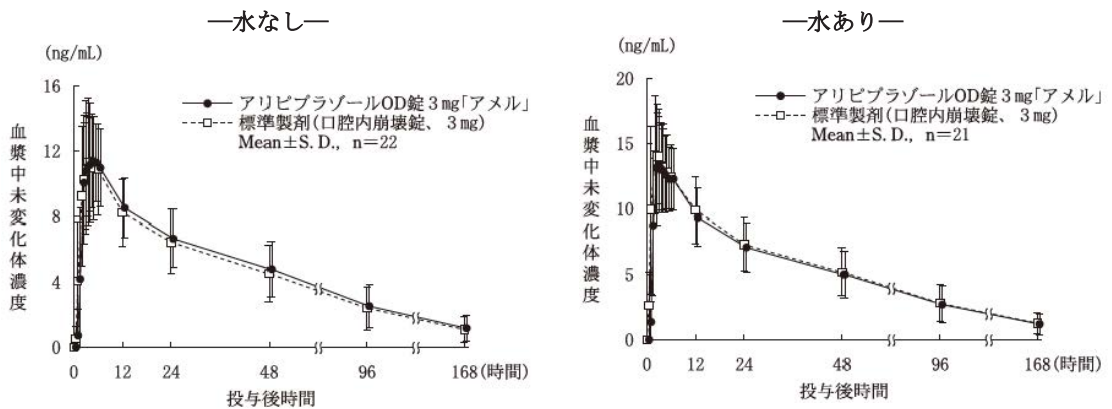 ―水なし―
(ng/mL)
16
12
8
4
0
血漿中未変化体濃度
アリピプラゾールOD錠3mg「アメル」
標準製剤(口腔内崩壊錠、3mg)
Mean±S. D., n=22
0 12 24 48 96 168(時間)
投与後時間
―水あり―
(ng/mL)
20
15
10
5
0
血漿中未変化体濃度
アリピプラゾールOD錠3mg「アメル」
標準製剤(口腔内崩壊錠、3mg)
Mean±S. D., n=21
0 12 24 48 96 168(時間)
投与後時間